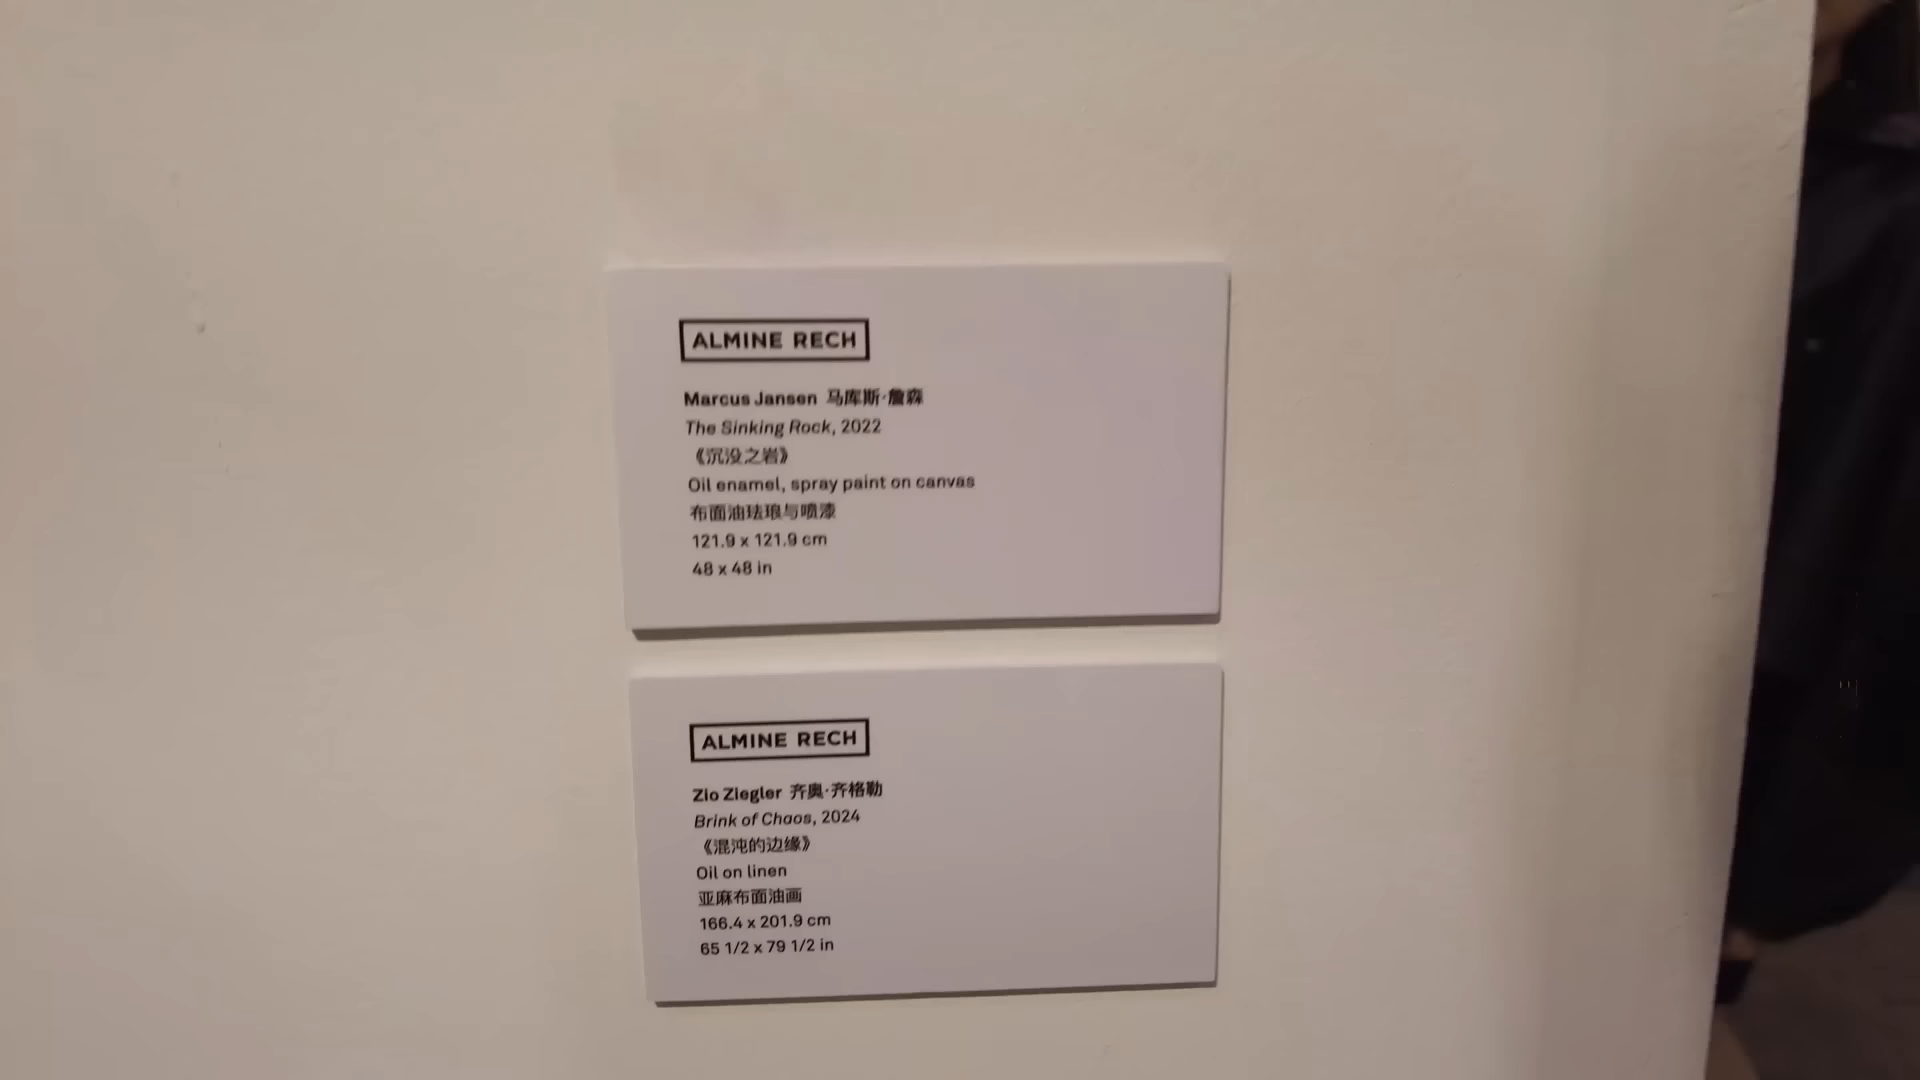 ALMINE RECH
Marcus Jansen 马库斯·詹森
The Sinking Rock, 2022
《沉没之岩》
Oil enamel, spray paint on canvas
布面油珐琅与喷漆
121.9 x 121.9 cm
48 x 48 in
ALMINE RECH
Zio Ziegler 齐奥·齐格勒
Brink of Chaos, 2024
《混沌的边缘》
Oil on linen
亚麻布面油画
166.4 x 201.9 cm
65 1/2 x 79 1/2 in